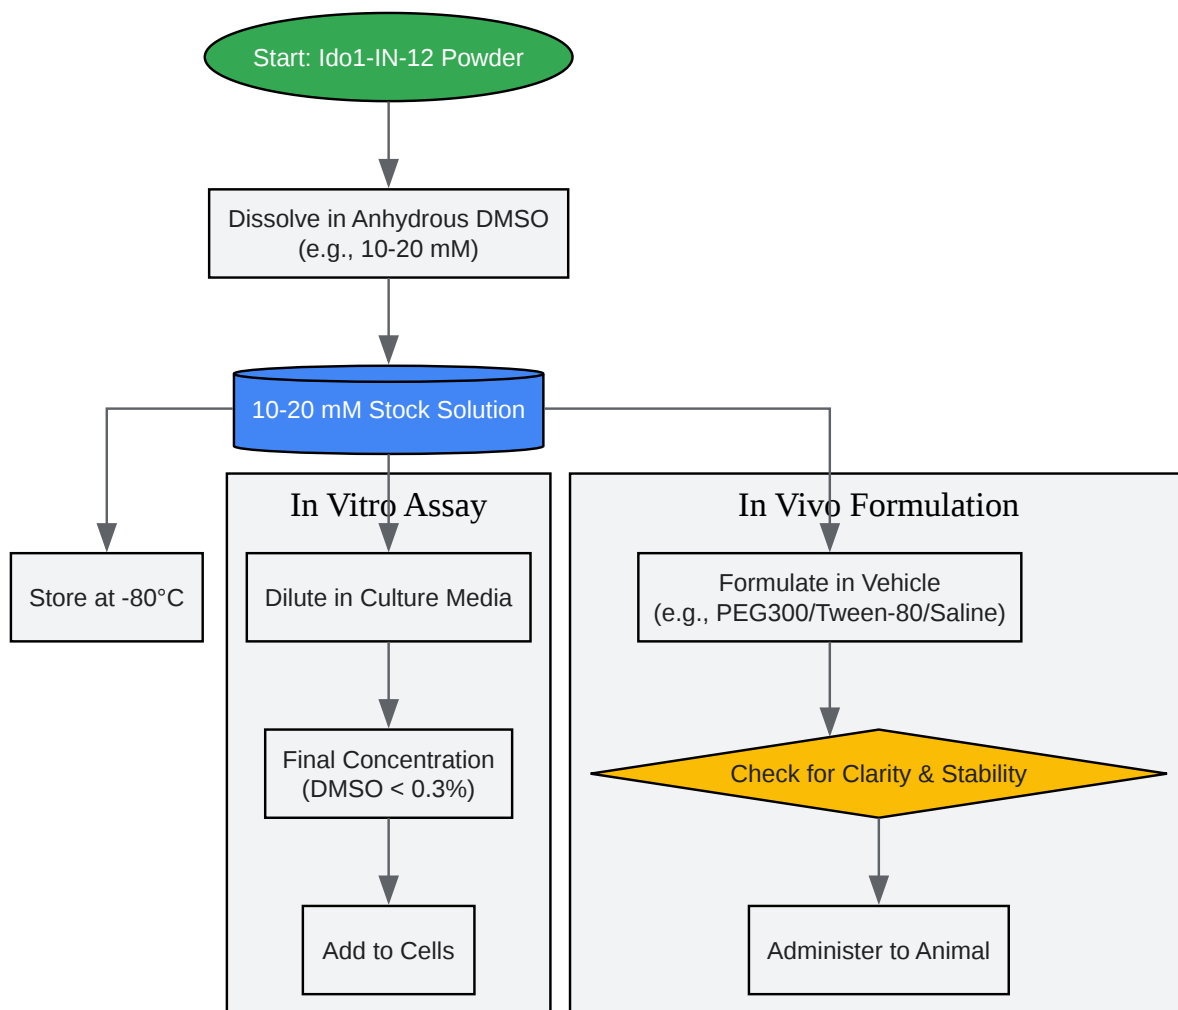 Start: Ido1-IN-12 Powder
Dissolve in Anhydrous DMSO
(e.g., 10-20 mM)
10-20 mM Stock Solution
In Vitro Assay
In Vivo Formulation
Store at -80°C
Dilute in Culture Media
Formulate in Vehicle
(e.g., PEG300/Tween-80/Saline)
Final Concentration
(DMSO < 0.3%)
Check for Clarity & Stability
Add to Cells
Administer to Animal